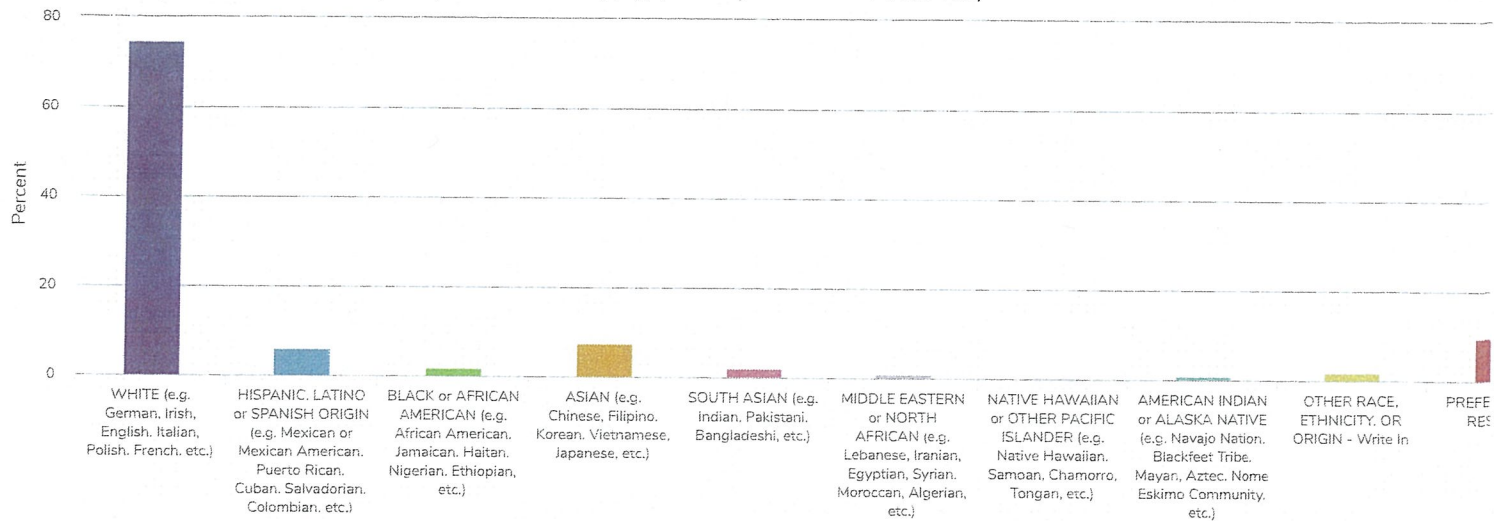 80
60
40
20
0
Percent
WHITE (e.g.
German, Irish,
English. Italian,
Polish. French. etc.)
HISPANIC. LATINO
or SPANISH ORIGIN
(e.g. Mexican or
Mexican American.
Puerto Rican.
Cuban. Salvadorian.
Colombian. etc.)
BLACK or AFRICAN
AMERICAN (e.g.
African American.
Jamaican. Haitan.
Nigerian. Ethiopian,
etc.)
ASIAN (e.g.
Chinese, Filipino.
Korean. Vietnamese,
Japanese, etc.)
SOUTH ASIAN (e.g.
Indian. Pakistani.
Bangladeshi, etc.)
MIDDLE EASTERN
or NORTH
AFRICAN (e.g.
Lebanese, Iranian,
Egyptian, Syrian.
Moroccan, Algerian,
etc.)
NATIVE HAWAIIAN
or OTHER PACIFIC
ISLANDER (e.g.
Native Hawaiian.
Samoan, Chamorro,
Tongan, etc.)
AMERICAN INDIAN
or ALASKA NATIVE
(e.g. Navajo Nation.
Blackfeet Tribe.
Mayan, Aztec. Nome
Eskimo Community.
etc.)
OTHER RACE,
ETHNICITY. OR
ORIGIN - Write In
PREFE
RES